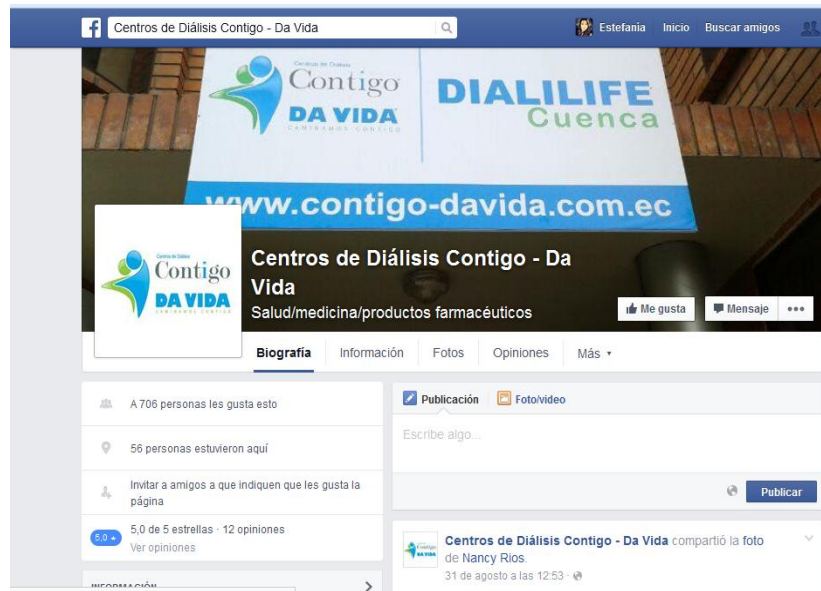 Centros de Diálisis Contigo - Da Vida
Estefanía Inicio Buscar amigos
Centros de Diálisis
Contigo
DA VIDA
CAMINAMOS CONTIGO
DIALILIFE
Cuenca
www.contigo-davida.com.ec
Centros de Diálisis
Contigo
DA VIDA
CAMINAMOS CONTIGO
Centros de Diálisis Contigo - Da
Vida
Salud/medicina/productos farmacéuticos
Me gusta Mensaje
Biografía Información Fotos Opiniones Más
A 706 personas les gusta esto
56 personas estuvieron aquí
Invitar a amigos a que indiquen que les gusta la
página
5,0 5,0 de 5 estrellas · 12 opiniones
Ver opiniones
INFORMACIÓN
Publicación Foto/video
Escribe algo...
Publicar
Centros de Diálisis Contigo - Da Vida compartió la foto
de Nancy Rios.
31 de agosto a las 12:53 ·